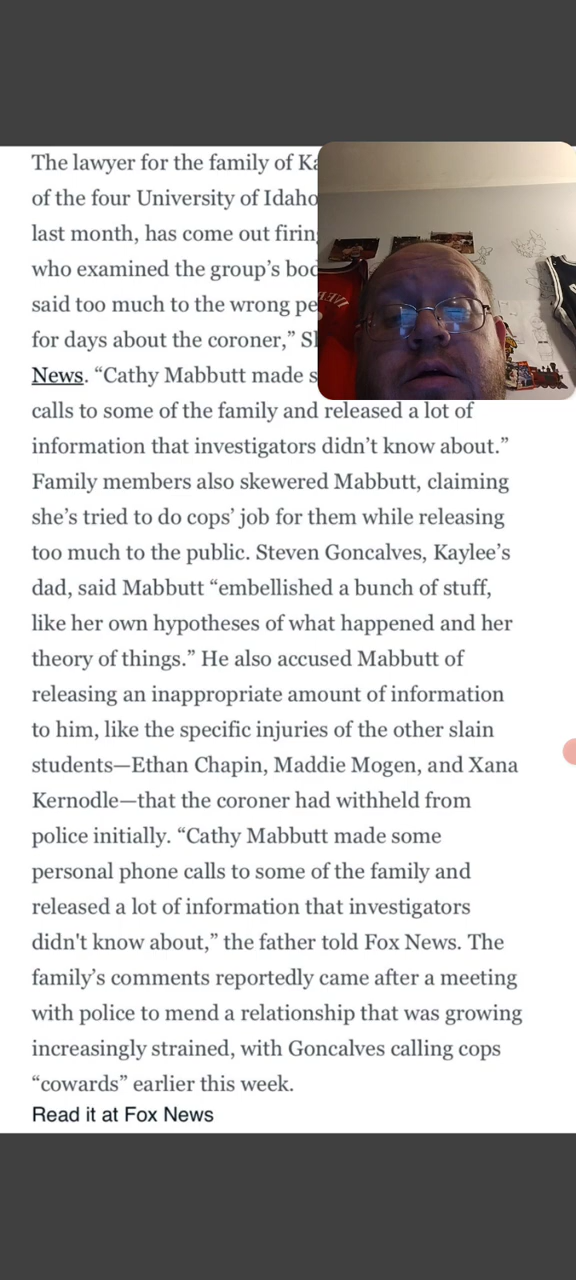 The lawyer for the family of Ka
of the four University of Idaho
last month, has come out firing
who examined the group's bod
said too much to the wrong pe
for days about the coroner,” S
News. “Cathy Mabbutt made s
calls to some of the family and released a lot of
information that investigators didn't know about.”
Family members also skewered Mabbutt, claiming
she's tried to do cops' job for them while releasing
too much to the public. Steven Goncalves, Kaylee's
dad, said Mabbutt “embellished a bunch of stuff,
like her own hypotheses of what happened and her
theory of things.” He also accused Mabbutt of
releasing an inappropriate amount of information
to him, like the specific injuries of the other slain
students—Ethan Chapin, Maddie Mogen, and Xana
Kernodle—that the coroner had withheld from
police initially. “Cathy Mabbutt made some
personal phone calls to some of the family and
released a lot of information that investigators
didn't know about,” the father told Fox News. The
family's comments reportedly came after a meeting
with police to mend a relationship that was growing
increasingly strained, with Goncalves calling cops
“cowards” earlier this week.
Read it at Fox News